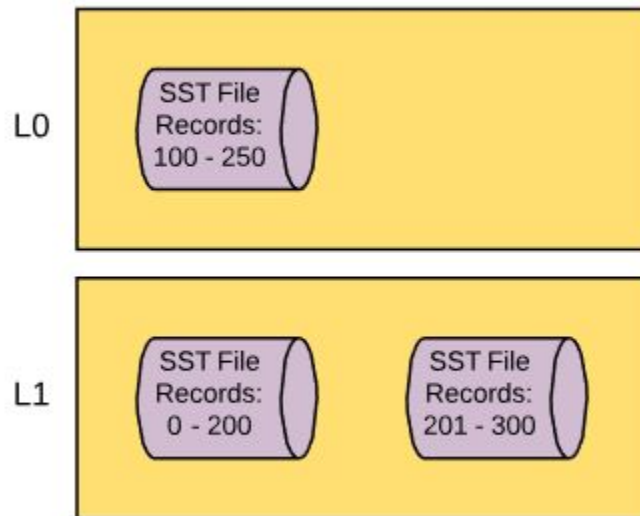 L0
SST File
Records:
100 - 250
L1
SST File
Records:
0 - 200
SST File
Records:
201 - 300